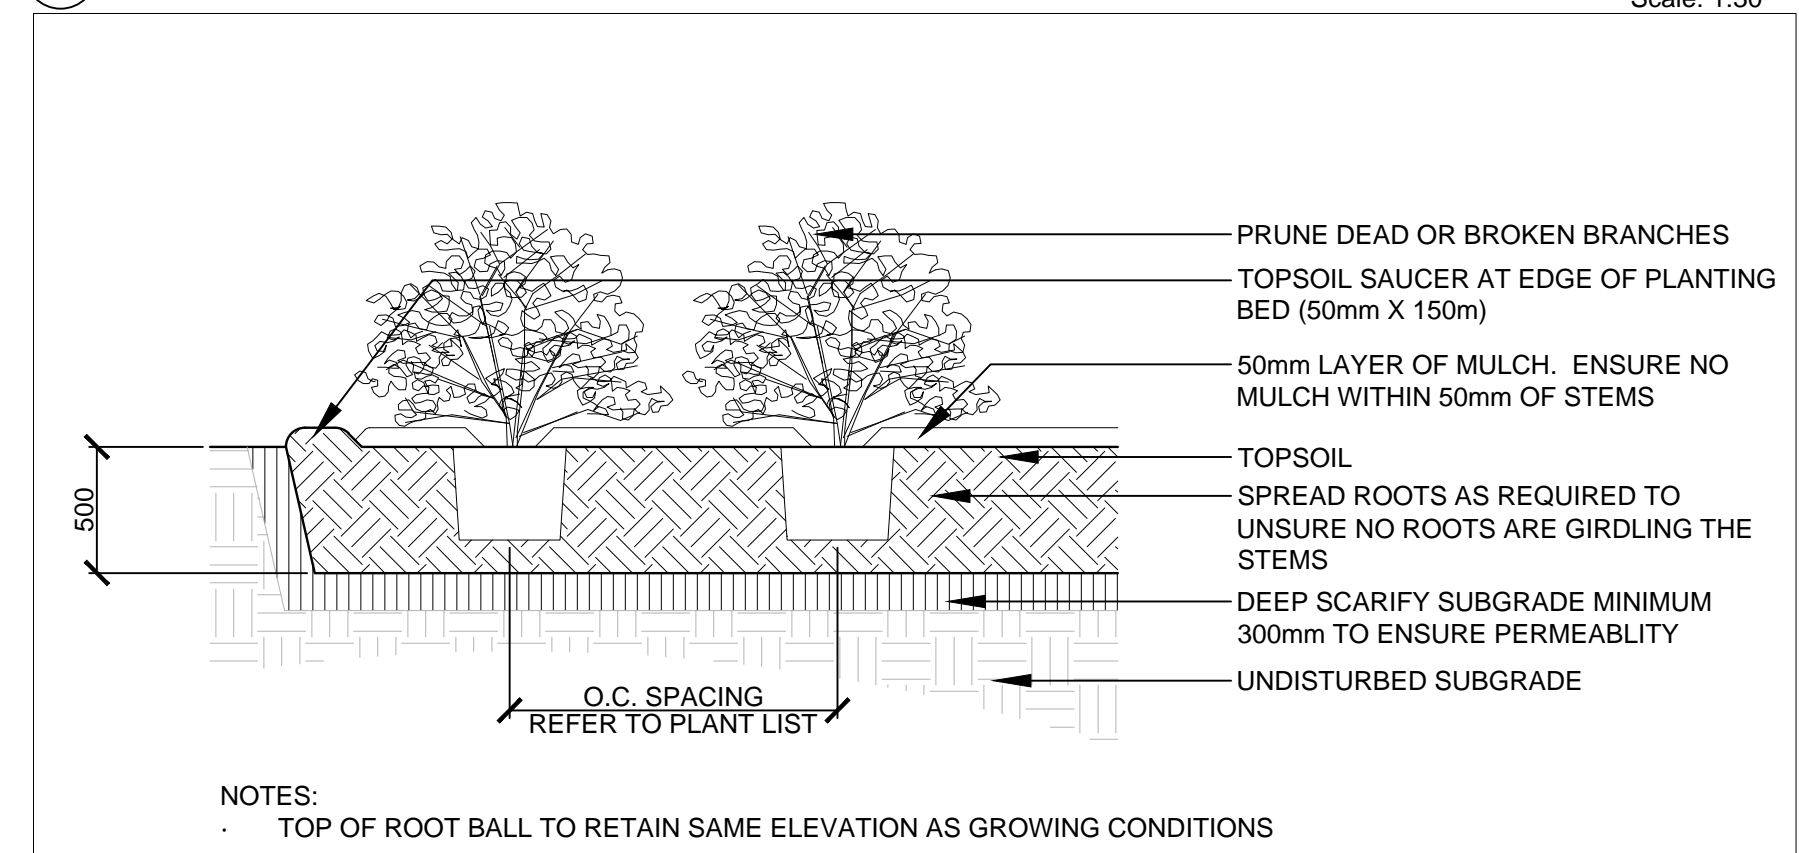 Scale: 1:30
PRUNE DEAD OR BROKEN BRANCHES
TOPSOIL SAUCER AT EDGE OF PLANTING
BED (50mm X 150m)
50mm LAYER OF MULCH.  ENSURE NO
MULCH WITHIN 50mm OF STEMS
TOPSOIL
SPREAD ROOTS AS REQUIRED TO
UNSURE NO ROOTS ARE GIRDLING THE
STEMS
DEEP SCARIFY SUBGRADE MINIMUM
300mm TO ENSURE PERMEABLITY
UNDISTURBED SUBGRADE
500
O.C. SPACING
REFER TO PLANT LIST
NOTES:
· TOP OF ROOT BALL TO RETAIN SAME ELEVATION AS GROWING CONDITIONS